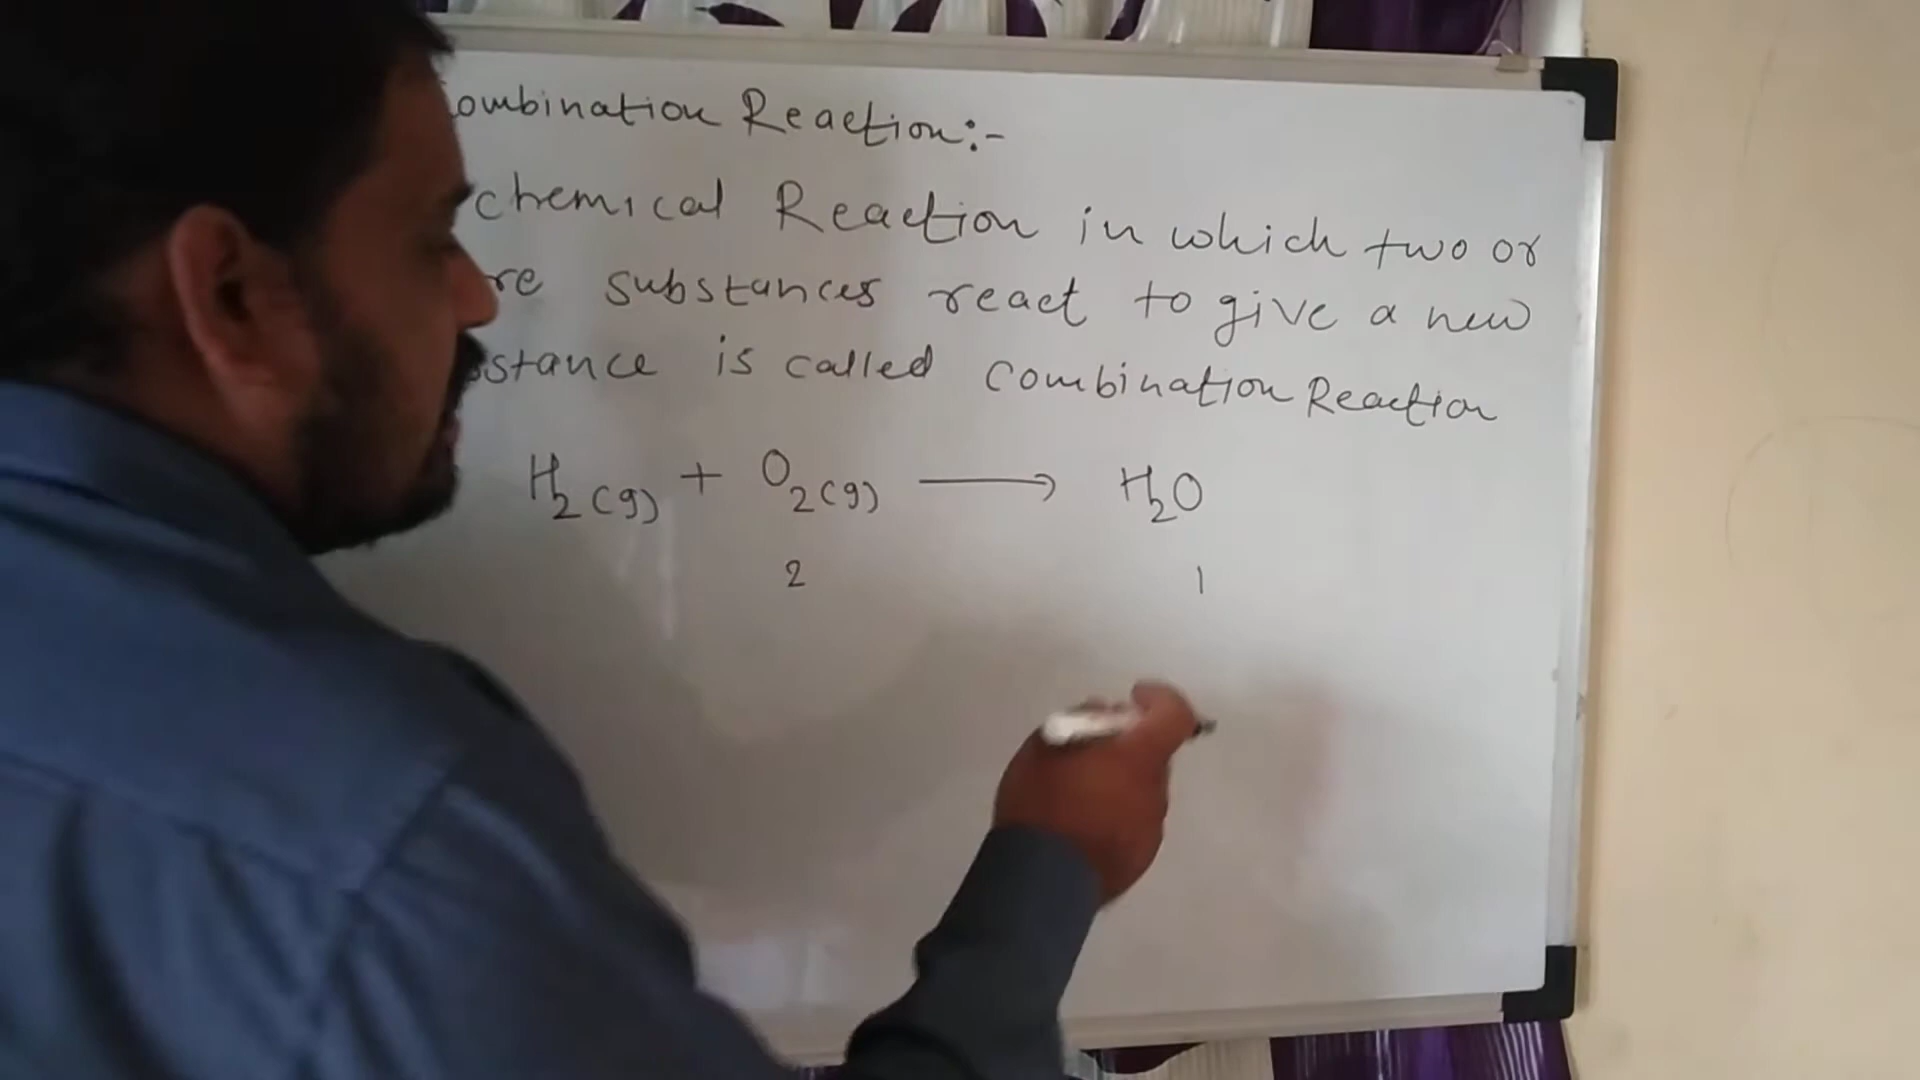 ombination Reaction:-
chemical Reaction in which two or
re substances react to give a new
stance is called Combination Reaction
H₂(g) + O₂(g) ⟶ H₂O
2 1